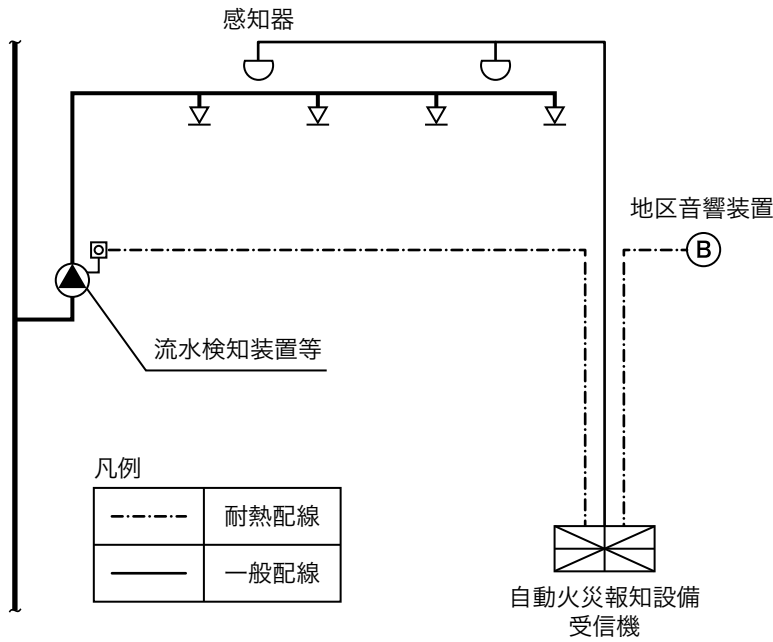 感知器
地区音響装置
B
流水検知装置等
凡例
耐熱配線
一般配線
自動火災報知設備
受信機